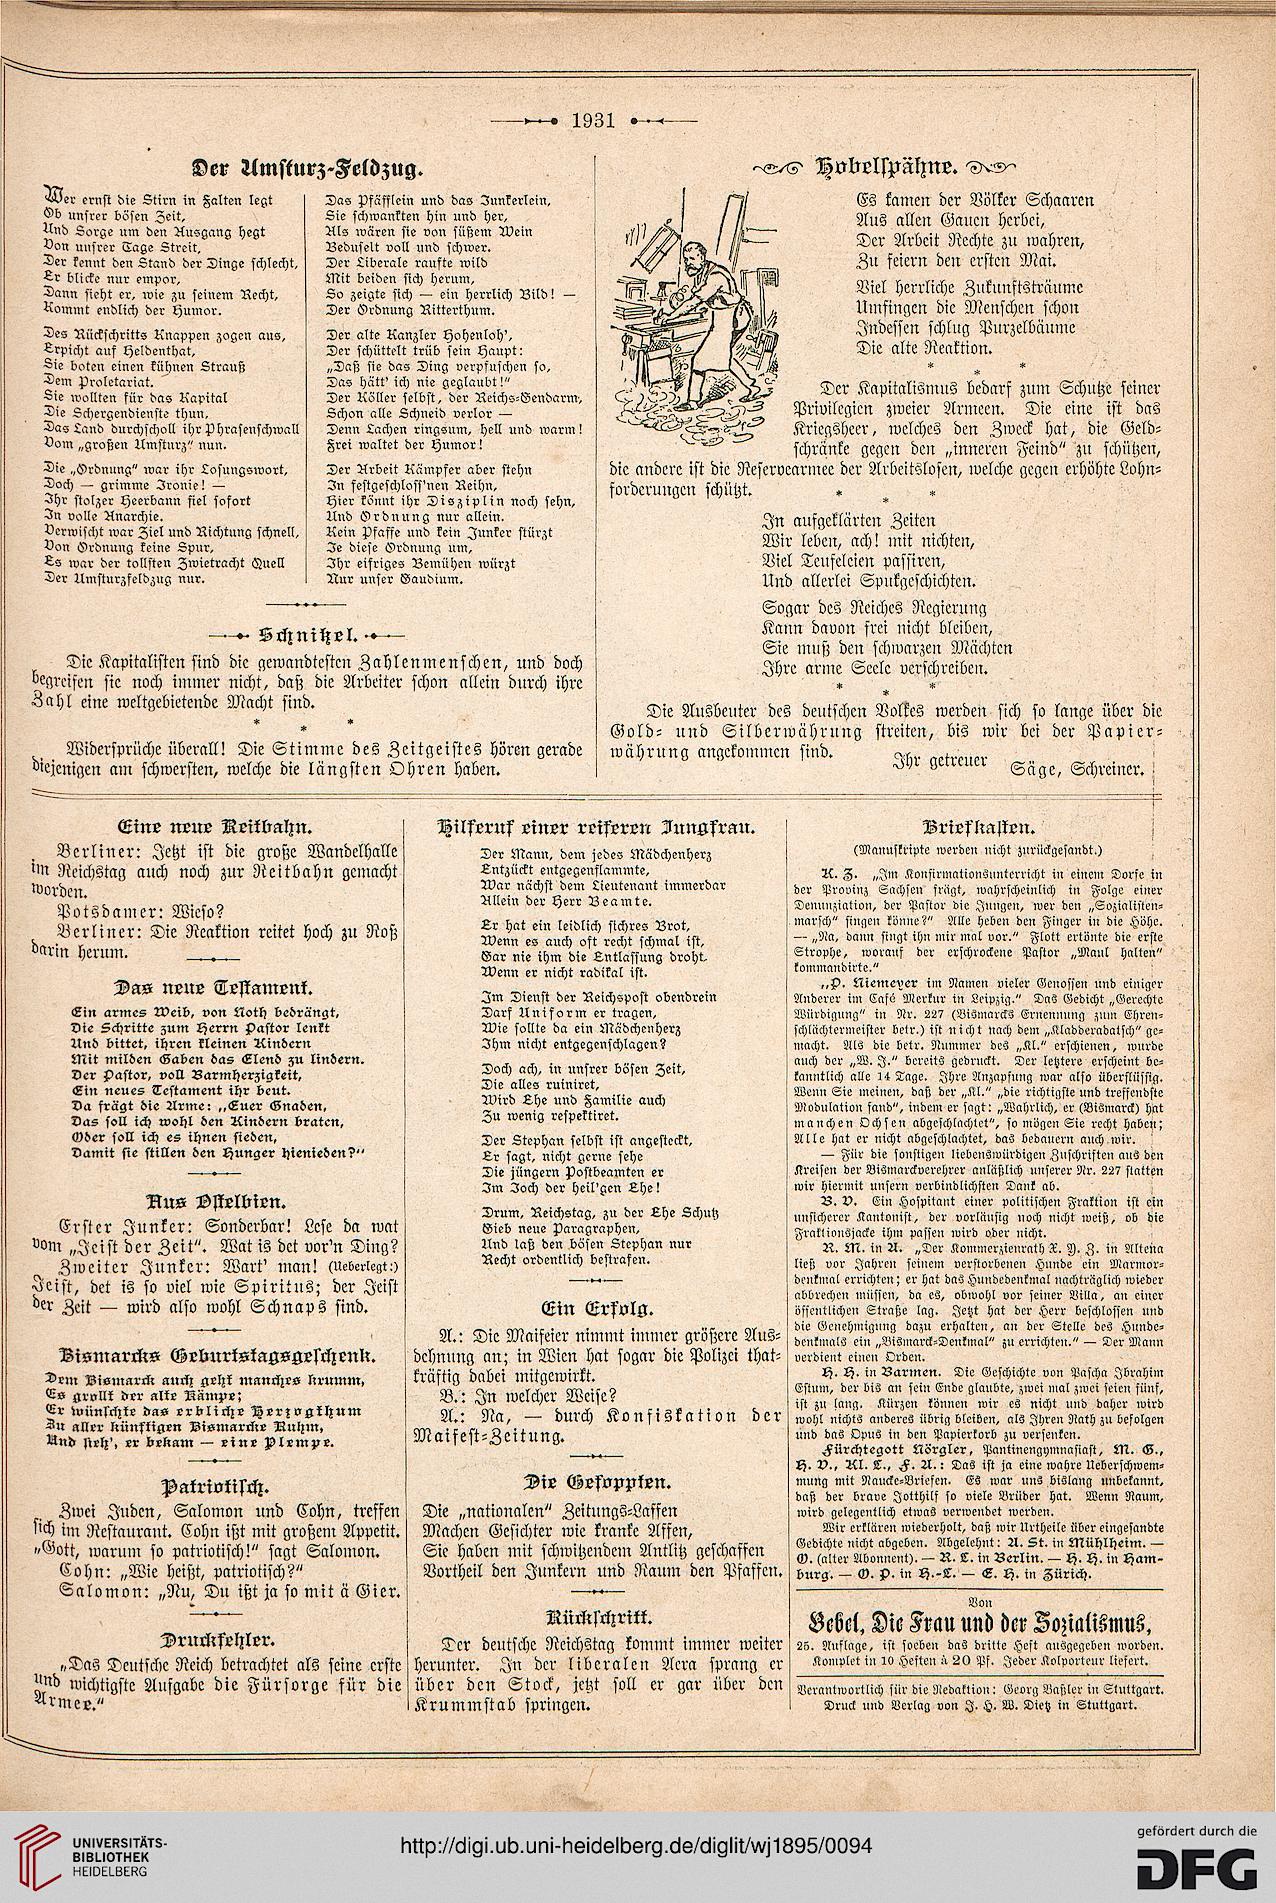 1931
Der Umsturz-Feldzug.
Wer ernst die Stirn in Falten legt
Ob unsrer bösen Zeit,
Und Sorge um den Ausgang hegt
Von unsrer Tage Streit,
Der kennt den Stand der Dinge schlecht,
Er blicke nur empor,
Dann sieht er, wie zu seinem Recht,
Kommt endlich der Humor.
Des Rückschritts Knappen zogen aus,
Erpicht auf Heldenthat,
Sie boten einen kühnen Strauß
Dem Proletariat.
Sie wollten für das Kapital
Die Schergendienste thun,
Das Land durchscholl ihr Phrasenschwall
Vom „großen Umsturz“ nun.
Die „Ordnung“ war ihr Losungswort,
Doch — grimme Ironie! —
Ihr stolzer Heerbann fiel sofort
In volle Anarchie.
Verwischt war Ziel und Richtung schnell,
Von Ordnung keine Spur,
Es war der tollsten Zwietracht Quell
Der Umsturzfeldzug nur.
Das Pfäfflein und das Junkerlein,
Sie schwankten hin und her,
Als wären sie von süßem Wein
Beduselt voll und schwer.
Der Liberale raufte wild
Mit beiden sich herum,
So zeigte sich — ein herrlich Bild! —
Der Ordnung Ritterthum.
Der alte Kanzler Hohenloh',
Der schüttelt trüb sein Haupt:
„Daß sie das Ding verpfuschen so,
Das hätt' ich nie geglaubt!“
Der Köller selbst, der Reichs-Gendarm,
Schon alle Schneid verlor —
Denn Lachen ringsum, hell und warm!
Frei waltet der Humor!
Der Arbeit Kämpfer aber stehn
In festgeschloss'nen Reihn,
Hier könnt ihr Disziplin noch sehn,
Und Ordnung nur allein.
Kein Pfaffe und kein Junker stürzt
Je diese Ordnung um,
Ihr eifriges Bemühen würzt
Nur unser Gaudium.
Schnitzel.
Die Kapitalisten sind die gewandtesten Zahlenmenschen, und doch
begreifen sie noch immer nicht, daß die Arbeiter schon allein durch ihre
Zahl eine weltgebietende Macht sind.
* * *
Widersprüche überall! Die Stimme des Zeitgeistes hören gerade
diejenigen am schwersten, welche die längsten Ohren haben.
Hobelspähne.
Es kamen der Völker Schaaren
Aus allen Gauen herbei,
Der Arbeit Rechte zu wahren,
Zu feiern den ersten Mai.
Viel herrliche Zukunftsträume
Umfingen die Menschen schon
Indessen schlug Purzelbäume
Die alte Reaktion.
* * *
Der Kapitalismus bedarf zum Schutze seiner
Privilegien zweier Armeen. Die eine ist das
Kriegsheer, welches den Zweck hat, die Geld-
schränke gegen den „inneren Feind“ zu schützen,
die andere ist die Reservearmee der Arbeitslosen, welche gegen erhöhte Lohn-
forderungen schützt.
* * *
In aufgeklärten Zeiten
Wir leben, ach! mit nichten,
Viel Teufeleien passiren,
Und allerlei Spukgeschichten.
Sogar des Reiches Regierung
Kann davon frei nicht bleiben,
Sie muß den schwarzen Mächten
Ihre arme Seele verschreiben.
* * *
Die Ausbeuter des deutschen Volkes werden sich so lange über die
Gold- und Silberwährung streiten, bis wir bei der Papier-
währung angekommen sind.
Ihr getreuer
Säge, Schreiner.
Eine neue Reitbahn.
Berliner: Jetzt ist die große Wandelhalle
im Reichstag auch noch zur Reitbahn gemacht
worden.
Potsdamer: Wieso?
Berliner: Die Reaktion reitet hoch zu Roß
darin herum.
Das neue Testament.
Ein armes Weib, von Noth bedrängt,
Die Schritte zum Herrn Pastor lenkt
Und bittet, ihren kleinen Kindern
Mit milden Gaben das Elend zu lindern.
Der Pastor, voll Barmherzigkeit,
Ein neues Testament ihr beut.
Da frägt die Arme: „Euer Gnaden,
Das soll ich wohl den Kindern braten,
Oder soll ich es ihnen sieden,
Damit sie stillen den Hunger hienieden?“
Aus Ostelbien.
Erster Junker: Sonderbar! Lese da wat
vom „Jeist der Zeit“. Wat is det vor'n Ding?
Zweiter Junker: Wart' man! (Ueberlegt:)
Jeist, det is so viel wie Spiritus; der Jeist
der Zeit — wird also wohl Schnaps sind.
Bismarcks Geburtstagsgeschenk.
Dem Bismarck auch geht manches krumm,
Es grollt der alte Kämpe;
Er wünschte das erbliche Herzogthum
Zu aller künftigen Bismarcke Ruhm,
Und sieh', er bekam — eine Plempe.
Patriotisch.
Zwei Juden, Salomon und Cohn, treffen
sich im Restaurant. Cohn ißt mit großem Appetit.
„Gott, warum so patriotisch!“ sagt Salomon.
Cohn: „Wie heißt, patriotisch?“
Salomon: „Nu, Du ißt ja so mit ä Gier.
Druckfehler.
„Das Deutsche Reich betrachtet als seine erste
und wichtigste Aufgabe die Fürsorge für die
Armee.“
Hilferuf einer reiferen Jungfrau.
Der Mann, dem jedes Mädchenherz
Entzückt entgegenflammte,
War nächst dem Lieutenant immerdar
Allein der Herr Beamte.
Er hat ein leidlich sichres Brot,
Wenn es auch oft recht schmal ist,
Gar nie ihm die Entlassung droht,
Wenn er nicht radikal ist.
Im Dienst der Reichspost obendrein
Darf Uniform er tragen,
Wie sollte da ein Mädchenherz
Ihm nicht entgegenschlagen?
Doch ach, in unsrer bösen Zeit,
Die alles ruiniret,
Wird Ehe und Familie auch
Zu wenig respektiret.
Der Stephan selbst ist angesteckt,
Er sagt, nicht gerne sehe
Die jüngern Postbeamten er
Im Joch der heil'gen Ehe!
Drum, Reichstag, zu der Ehe Schutz
Gieb neue Paragraphen,
Und laß den bösen Stephan nur
Recht ordentlich bestrafen.
Ein Erfolg.
A.: Die Maifeier nimmt immer größere Aus-
dehnung an; in Wien hat sogar die Polizei that-
kräftig dabei mitgewirkt.
B.: In welcher Weise?
A.: Na, — durch Konfiskation der
Maifest-Zeitung.
Die Gefoppten.
Die „nationalen“ Zeitungs-Laffen
Machen Gesichter wie kranke Affen,
Sie haben mit schwitzendem Antlitz geschaffen
Vortheil den Junkern und Raum den Pfaffen.
Rückschritt.
Der deutsche Reichstag kommt immer weiter
herunter. In der liberalen Aera sprang er
über den Stock, jetzt soll er gar über den
Krummstab springen.
Briefkasten.
(Manuskripte werden nicht zurückgesandt.)
K. Z. „Im Konfirmationsunterricht in einem Dorfe in
der Provinz Sachsen frägt, wahrscheinlich in Folge einer
Denunziation, der Pastor die Jungen, wer den „Sozialisten-
marsch“ singen könne?“ Alle heben den Finger in die Höhe.
— „Na, dann singt ihn mir mal vor.“ Flott ertönte die erste
Strophe, worauf der erschrockene Pastor „Maul halten“
kommandirte.“
„P. Niemeyer im Namen vieler Genossen und einiger
Anderer im Café Merkur in Leipzig.“ Das Gedicht „Gerechte
Würdigung“ in Nr. 227 (Bismarcks Ernennung zum Ehren-
schlächtermeister betr.) ist nicht nach dem „Kladderadatsch“ ge-
macht. Als die betr. Nummer des „Kl.“ erschienen, wurde
auch der „W. J.“ bereits gedruckt. Der letztere erscheint be-
kanntlich alle 14 Tage. Ihre Anzapfung war also überflüssig.
Wenn Sie meinen, daß der „Kl.“ „die richtigste und treffendste
Modulation fand“, indem er sagt: „Wahrlich, er (Bismarck) hat
manchen Ochsen abgeschlachtet“, so mögen Sie recht haben;
Alle hat er nicht abgeschlachtet, das bedauern auch wir.
— Für die sonstigen liebenswürdigen Zuschriften aus den
Kreisen der Bismarckverehrer anläßlich unserer Nr. 227 statten
wir hiermit unsern verbindlichsten Dank ab.
B. V. Ein Hospitant einer politischen Fraktion ist ein
unsicherer Kantonist, der vorläufig noch nicht weiß, ob die
Fraktionsjacke ihm passen wird oder nicht.
R. M. in A. „Der Kommerzienrath X. Y. Z. in Altena
ließ vor Jahren seinem verstorbenen Hunde ein Marmor-
denkmal errichten; er hat das Hundedenkmal nachträglich wieder
abbrechen müssen, da es, obwohl vor seiner Villa, an einer
öffentlichen Straße lag. Jetzt hat der Herr beschlossen und
die Genehmigung dazu erhalten, an der Stelle des Hunde-
denkmals ein „Bismarck-Denkmal“ zu errichten.“ — Der Mann
verdient einen Orden.
H. H. in Barmen. Die Geschichte von Pascha Ibrahim
Eflum, der bis an sein Ende glaubte, zwei mal zwei seien fünf,
ist zu lang. Kürzen können wir es nicht und daher wird
wohl nichts anderes übrig bleiben, als Ihren Rath zu befolgen
und das Opus in den Papierkorb zu versenken.
Fürchtegott Nörgler, Pantinengymnasiast, M. G.,
H. V., Kl. T., F. A.: Das ist ja eine wahre Ueberschwem-
mung mit Naucke-Briefen. Es war uns bislang unbekannt,
daß der brave Jotthilf so viele Brüder hat. Wenn Raum,
wird gelegentlich etwas verwendet werden.
Wir erklären wiederholt, daß wir Urtheile über eingesandte
Gedichte nicht abgeben. Abgelehnt: A. St. in Mühlheim. —
O. (alter Abonnent). — R. C. in Berlin. — H. H. in Ham-
burg. — O. P. in H.-C. — E. H. in Zürich.
Von
Bebel, Die Frau und der Sozialismus,
25. Auflage, ist soeben das dritte Heft ausgegeben worden.
Komplet in 10 Heften à 20 Pf. Jeder Kolporteur liefert.
Verantwortlich für die Redaktion: Georg Baßler in Stuttgart.
Druck und Verlag von J. H. W. Dietz in Stuttgart.
UNIVERSITÄTS-
BIBLIOTHEK
HEIDELBERG
http://digi.ub.uni-heidelberg.de/diglit/wj1895/0094
gefördert durch die
DFG